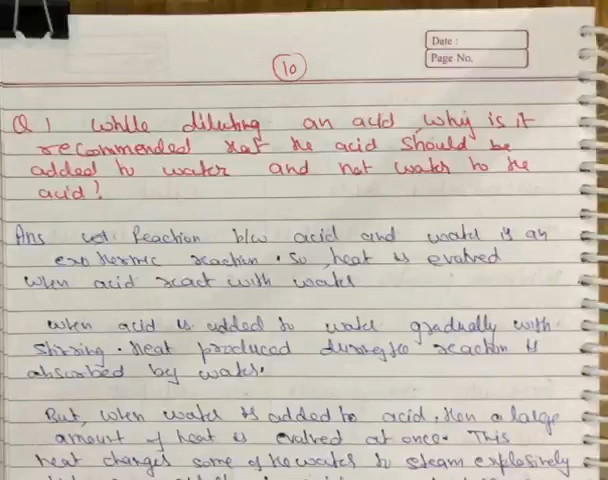 Date :
Page No.
10
Q 1 while diluting an acid, why is it
recommended that the acid should be
added to water and not water to the
acid?
Ans Reaction b/w acid and water is an
exothermic reaction. So, heat is evalved
when acid react with water
when acid is added to water gradually with
stirring. Heat produced during the reaction is
absorbed by water.
But, when water is added to acid, then a large
amount of heat is evalved at once. This
heat changes some of the water to steam explosively